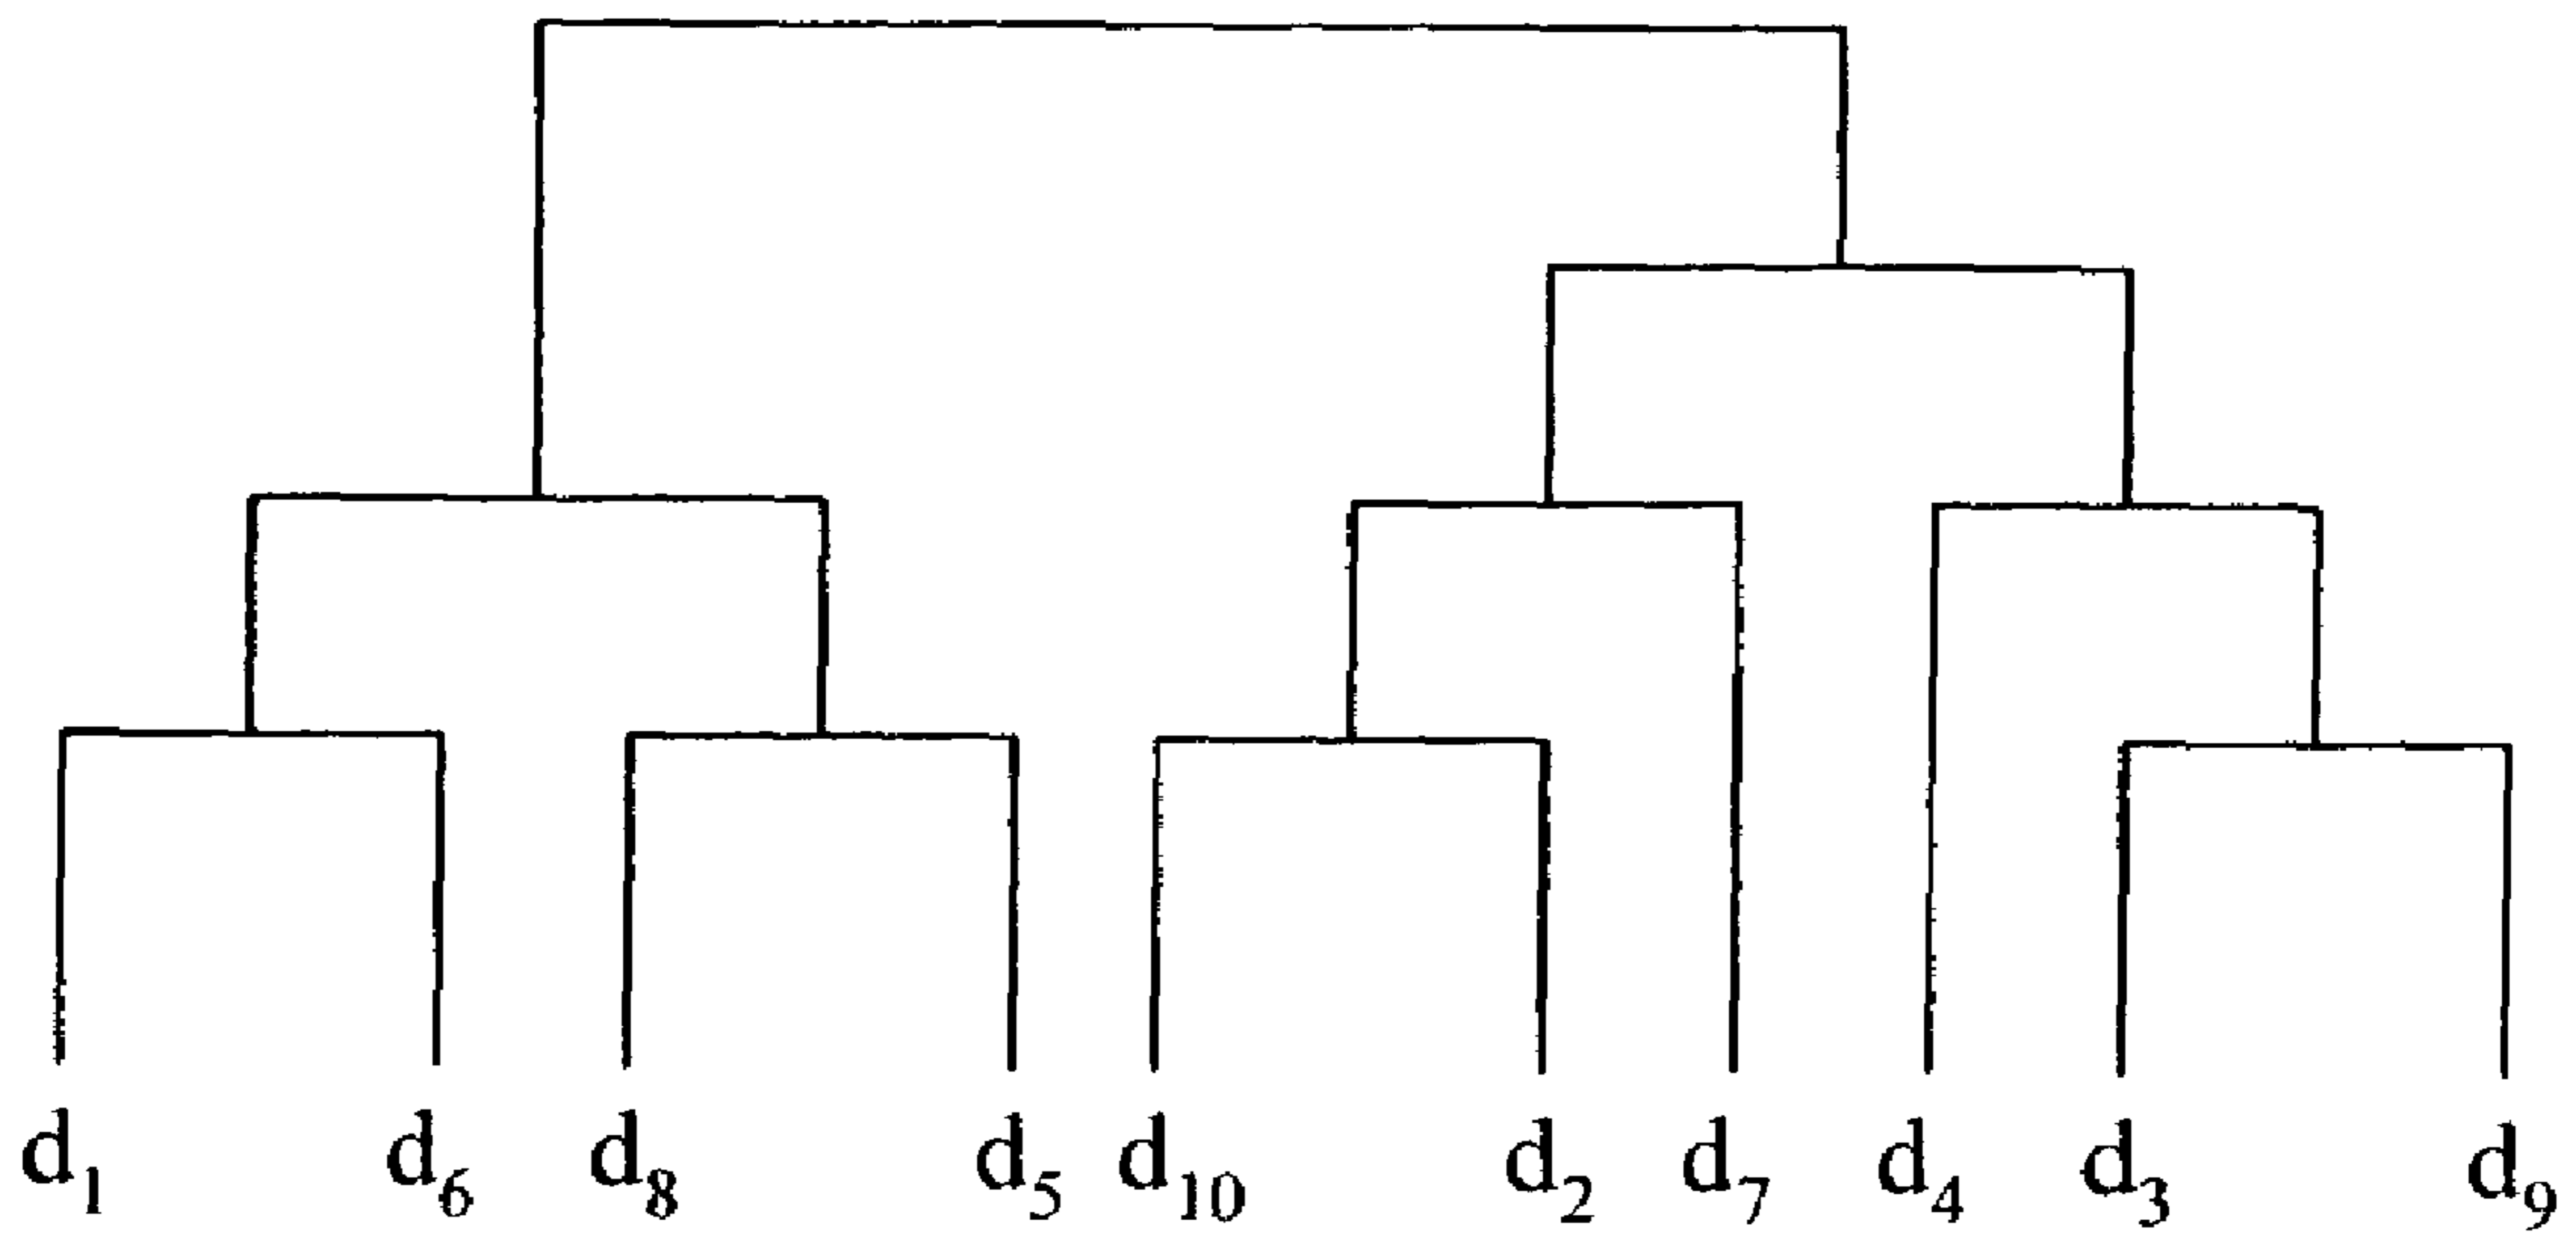 d₁ d₆ d₈ d₅ d₁₀ d₂ d₇ d₄ d₃ d₉